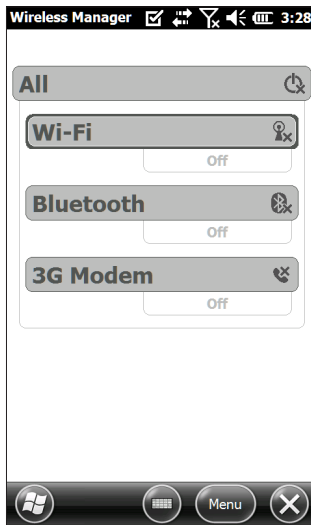 Wireless Manager 3:28
All
Wi-Fi
Off
Bluetooth
Off
3G Modem
Off
Menu